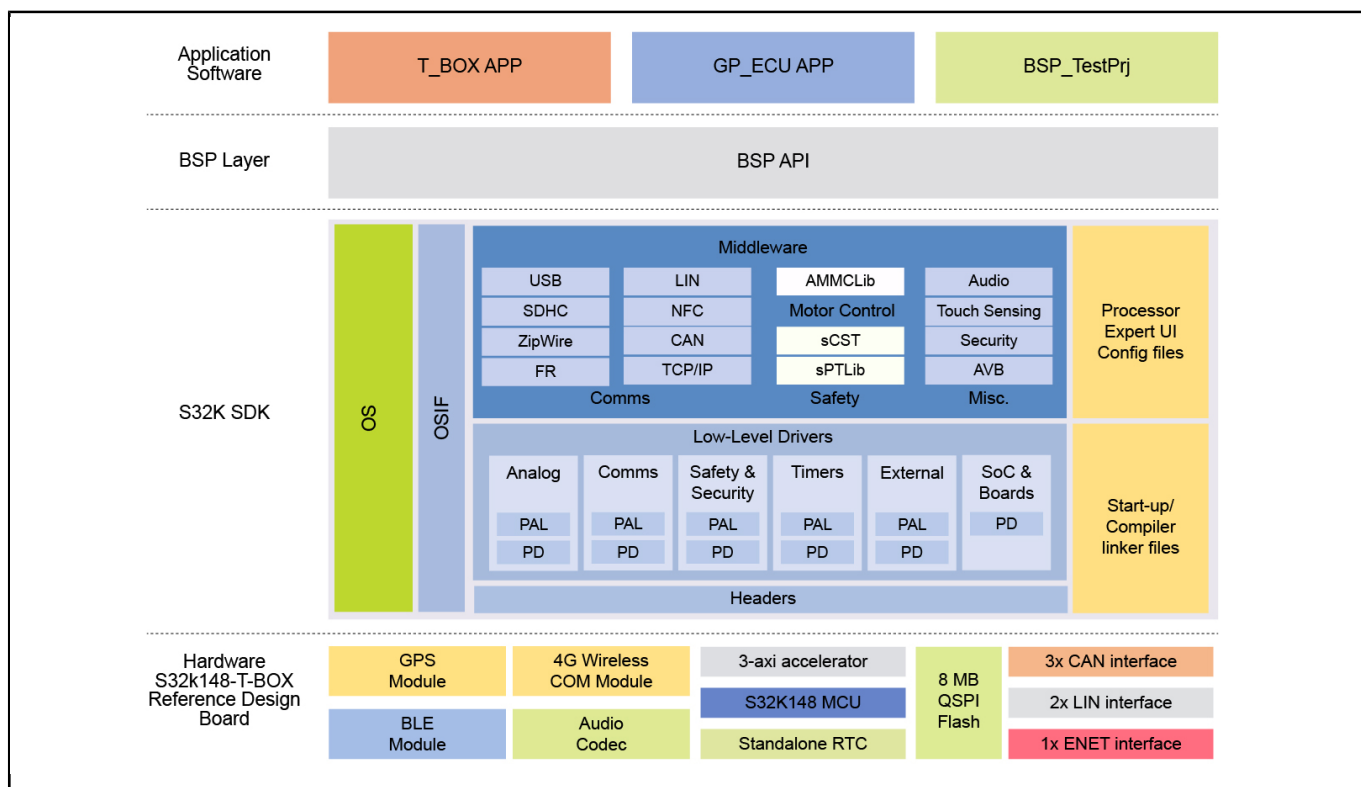 Application
Software
T_BOX APP
GP_ECU APP
BSP_TestPrj
BSP Layer
BSP API
S32K SDK
OS
OSIF
Middleware
USB
SDHC
ZipWire
FR
LIN
NFC
CAN
TCP/IP
Comms
AMMCLib
Motor Control
sCST
sPTLib
Safety
Audio
Touch Sensing
Security
AVB
Misc.
Processor
Expert UI
Config files
Low-Level Drivers
Analog
PAL
PD
Comms
PAL
PD
Safety &
Security
PAL
PD
Timers
PAL
PD
External
PAL
PD
SoC &
Boards
PD
Start-up/
Compiler
linker files
Headers
Hardware
S32k148-T-BOX
Reference Design
Board
GPS
Module
4G Wireless
COM Module
BLE
Module
Audio
Codec
3-axi accelerator
S32K148 MCU
Standalone RTC
8 MB
QSPI
Flash
3x CAN interface
2x LIN interface
1x ENET interface